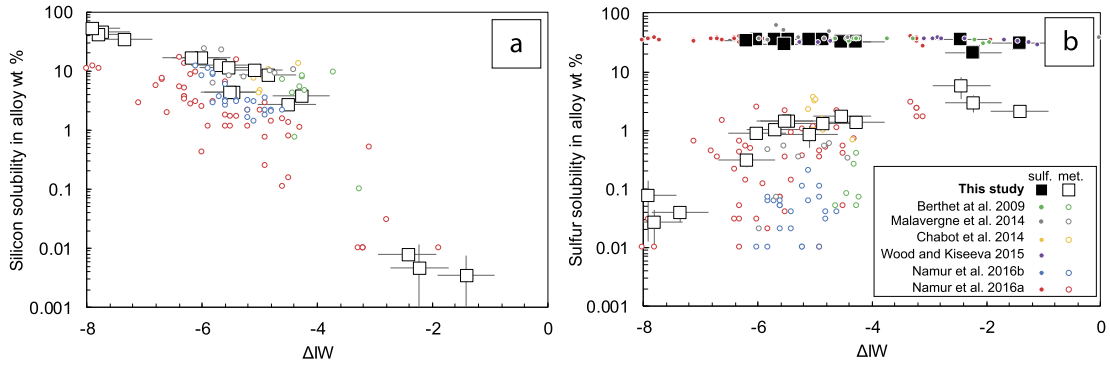 a
Silicon solubility in alloy wt %
100
10
1
0.1
0.01
0.001
-8
-6
-4
-2
0
ΔIW
b
Sulfur solubility in alloy wt %
100
10
1
0.1
0.01
0.001
-8
-6
-4
-2
0
ΔIW
sulf. met.
This study
Berthet at al. 2009
Malavergne et al. 2014
Chabot et al. 2014
Wood and Kiseeva 2015
Namur et al. 2016b
Namur et al. 2016a